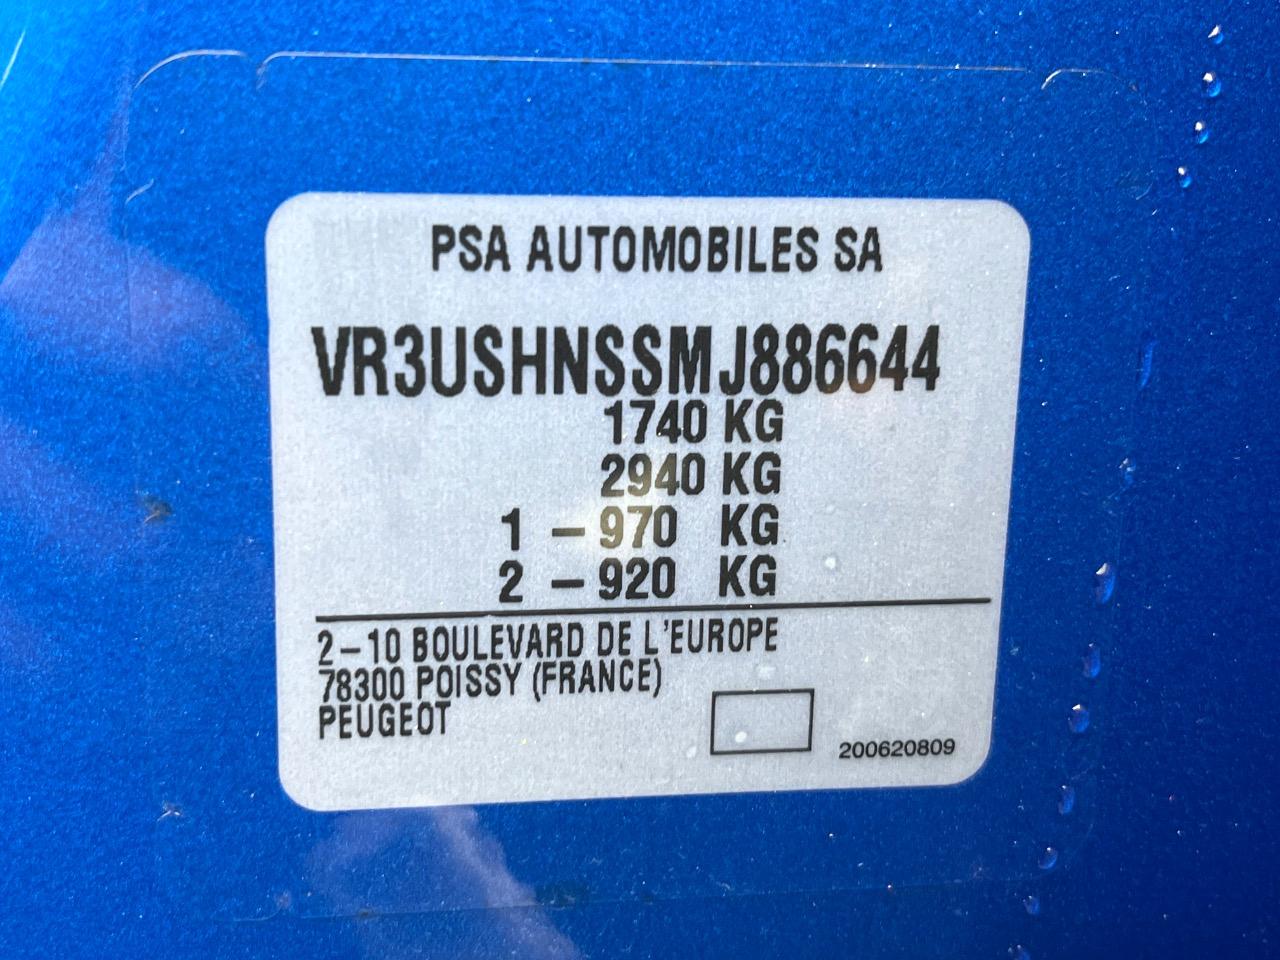 PSA AUTOMOBILES SA
VR3USHNSSMJ886644
1740 KG
2940 KG
1 – 970 KG
2 – 920 KG
2–10 BOULEVARD DE L'EUROPE
78300 POISSY (FRANCE)
PEUGEOT
200620809